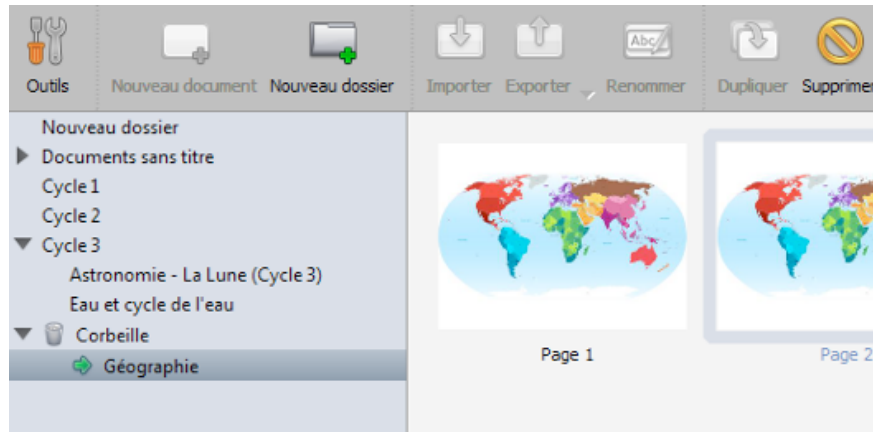 Abc
Outils Nouveau document Nouveau dossier Importer Exporter Renommer Dupliquer Supprimer
Nouveau dossier
Documents sans titre
Cycle 1
Cycle 2
Cycle 3
Astronomie - La Lune (Cycle 3)
Eau et cycle de l'eau
Corbeille
Géographie
Page 1
Page 2